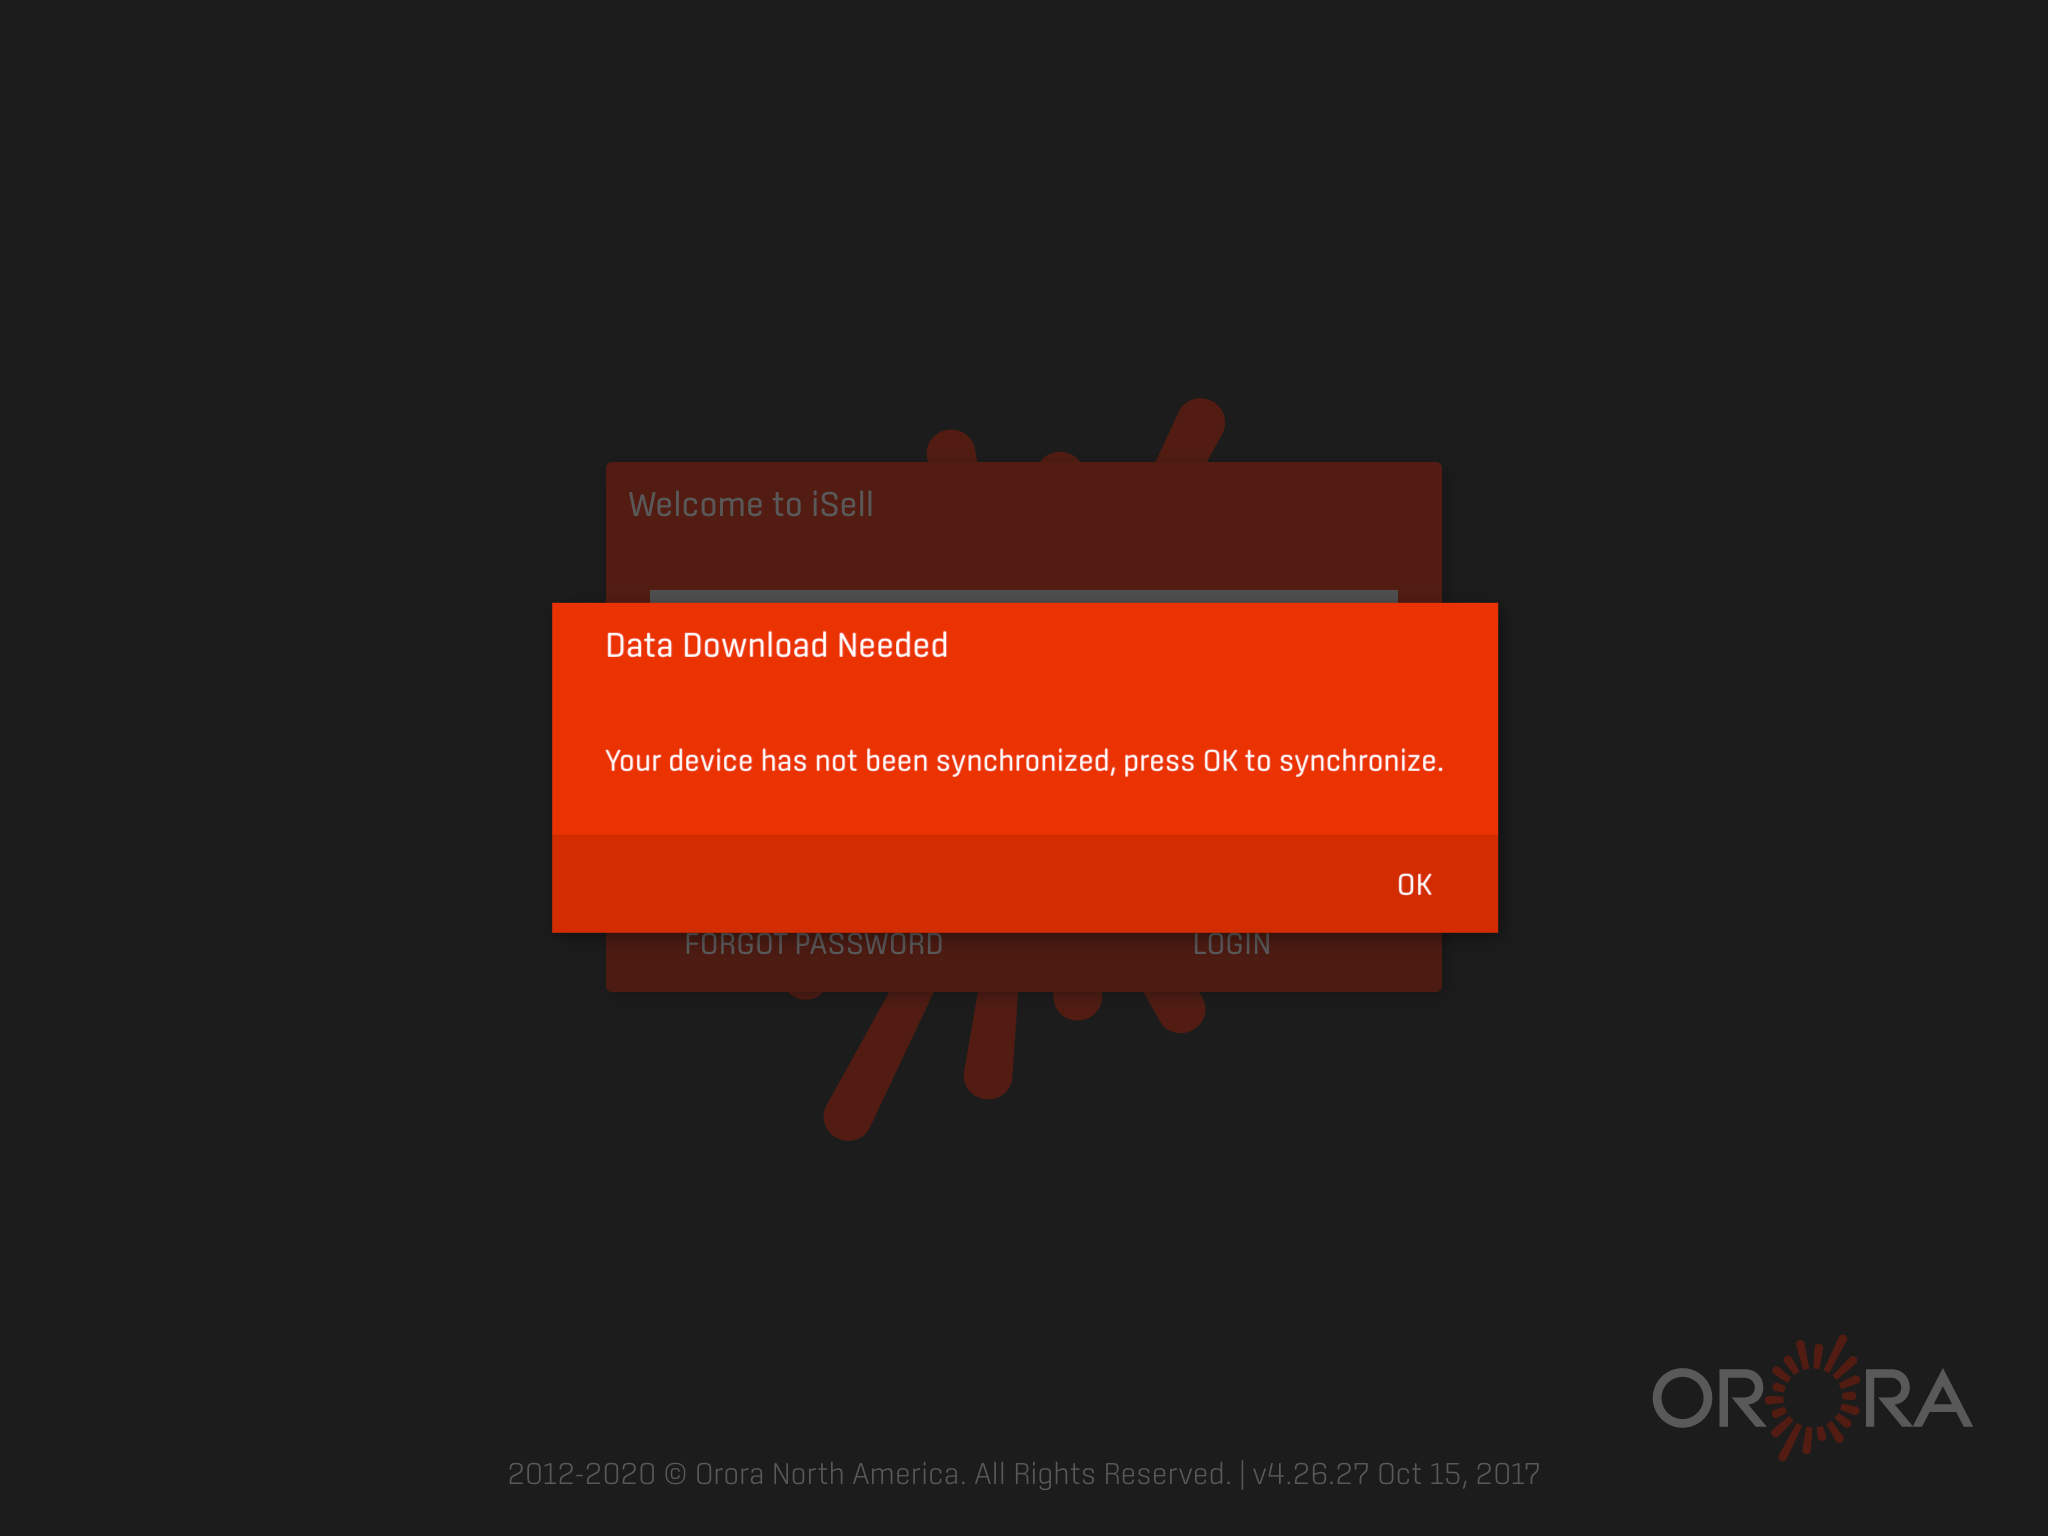 Welcome to iSell
Data Download Needed
Your device has not been synchronized, press OK to synchronize.
OK
FORGOT PASSWORD
LOGIN
ORORA
2012-2020 © Orora North America. All Rights Reserved. | v4.26.27 Oct 15, 2017